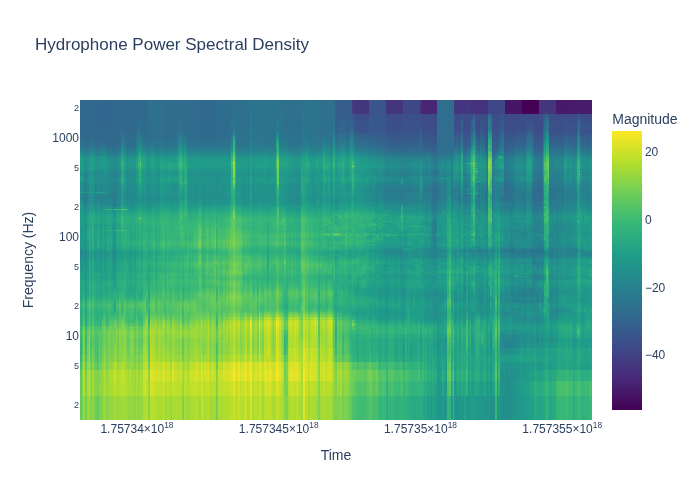 Hydrophone Power Spectral Density
Magnitude
2
1000
5
2
100
5
2
10
5
2
Frequency (Hz)
20
0
−20
−40
1.75734×10¹⁸ 1.757345×10¹⁸ 1.75735×10¹⁸ 1.757355×10¹⁸
Time